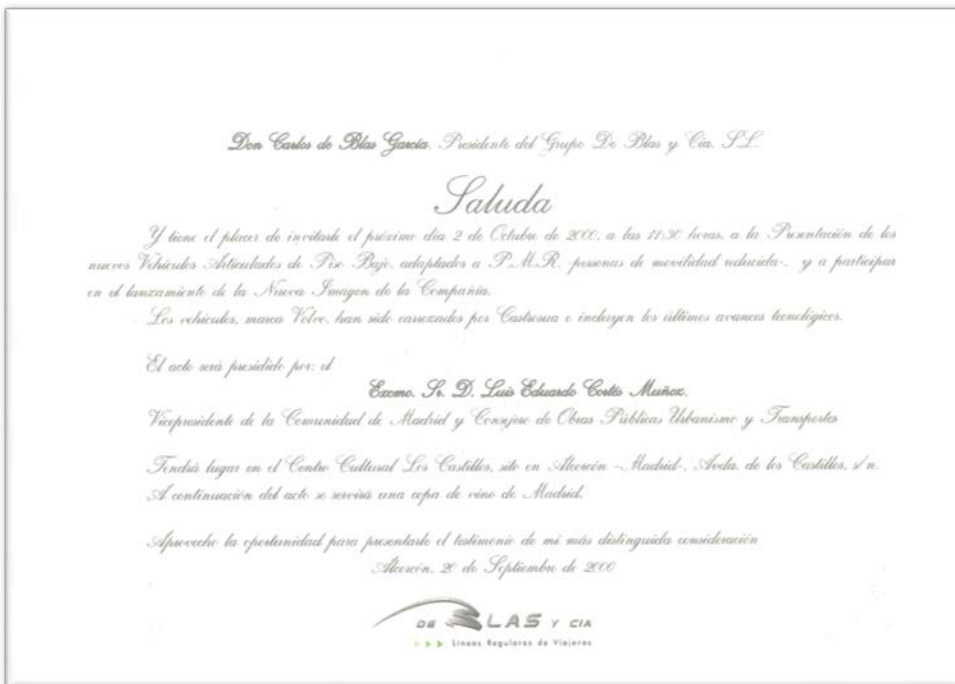 Don Carlos de Blas García, Presidente del Grupo De Blas y Cía, S.L.
Saluda
Y tiene el placer de invitarle el próximo día 2 de Octubre de 2000, a las 11:30 horas, a la Presentación de los
nuevos Vehículos Articulados de Piso Bajo, adaptados a P.M.R. -personas de movilidad reducida-, y a participar
en el lanzamiento de la Nueva Imagen de la Compañía.
Los vehículos, marca Volvo, han sido carrozados por Castrosua e incluyen los últimos avances tecnológicos.
El acto será presidido por: el
Excmo. Sr. D. Luis Eduardo Cortés Muñoz,
Vicepresidente de la Comunidad de Madrid y Consejero de Obras Públicas Urbanismo y Transportes
Tendrá lugar en el Centro Cultural Los Castillos, sito en Alcorcón -Madrid-, Avda. de los Castillos, s/n.
A continuación del acto se servirá una copa de vino de Madrid.
Aprovecho la oportunidad para presentarle el testimonio de mi más distinguida consideración
Alcorcón, 20 de Septiembre de 2000
DE BLAS Y CIA
Líneas Regulares de Viajeros